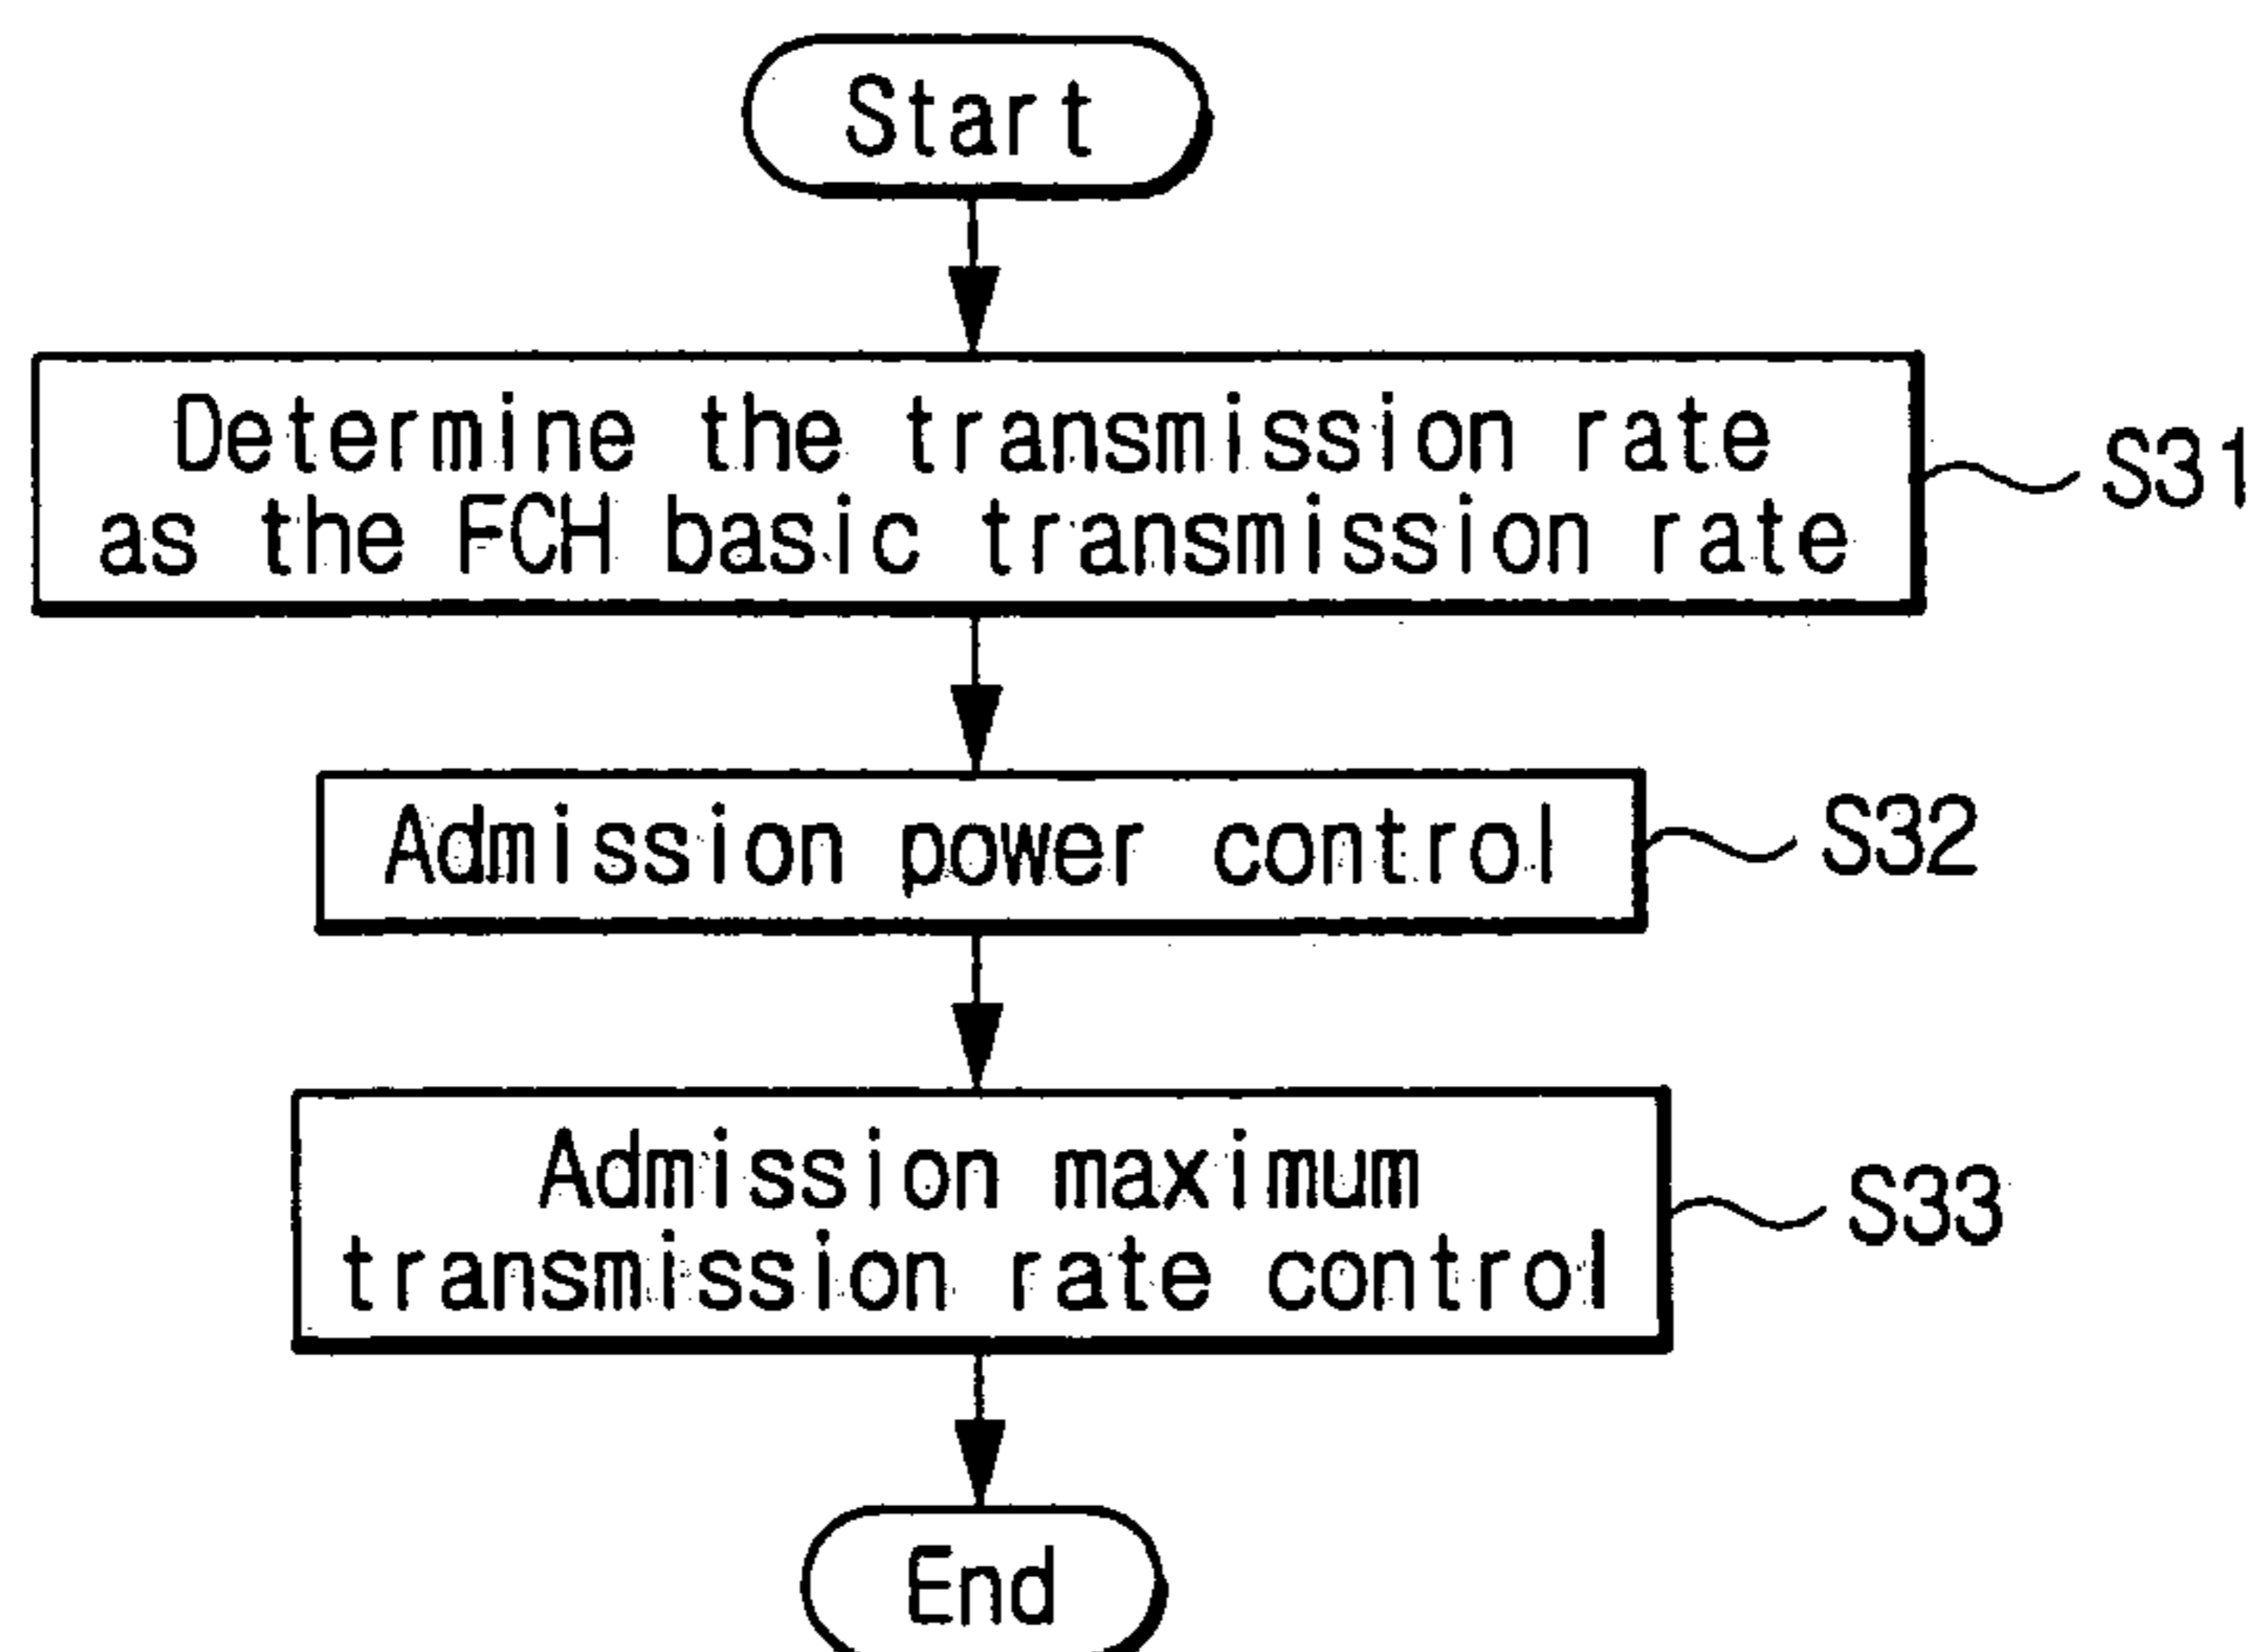 Start
Determine the transmission rate
as the FCH basic transmission rate
S31
Admission power control
S32
Admission maximum
transmission rate control
S33
End